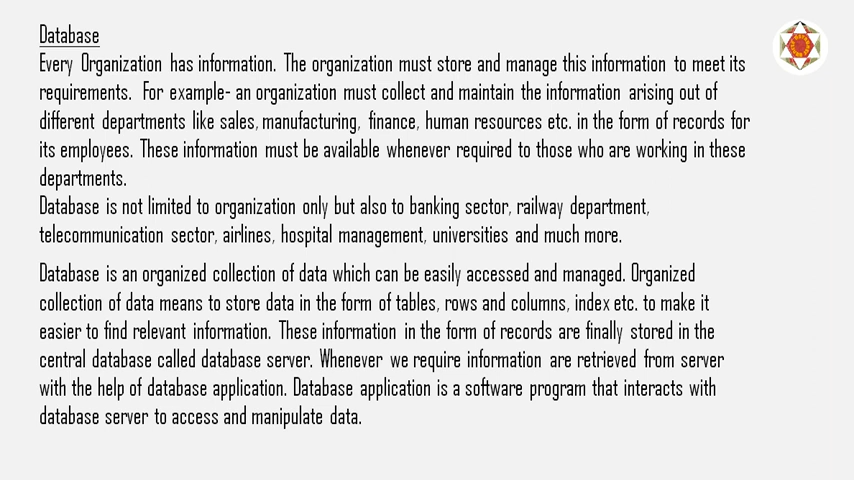 Database
Every Organization has information. The organization must store and manage this information to meet its
requirements. For example- an organization must collect and maintain the information arising out of
different departments like sales, manufacturing, finance, human resources etc. in the form of records for
its employees. These information must be available whenever required to those who are working in these
departments.
Database is not limited to organization only but also to banking sector, railway department,
telecommunication sector, airlines, hospital management, universities and much more.
Database is an organized collection of data which can be easily accessed and managed. Organized
collection of data means to store data in the form of tables, rows and columns, index etc. to make it
easier to find relevant information. These information in the form of records are finally stored in the
central database called database server. Whenever we require information are retrieved from server
with the help of database application. Database application is a software program that interacts with
database server to access and manipulate data.